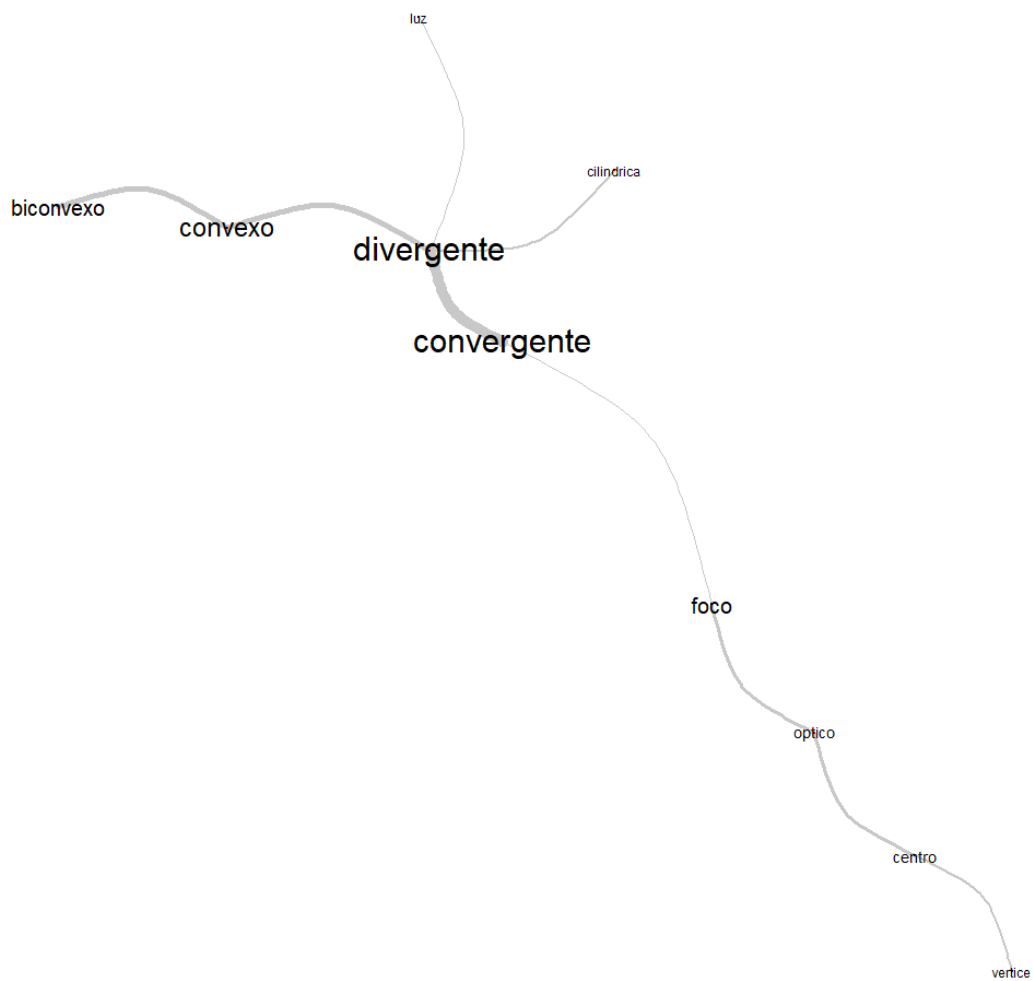 luz
cilindrica
biconvexo
convexo
divergente
convergente
foco
optico
centro
vertice